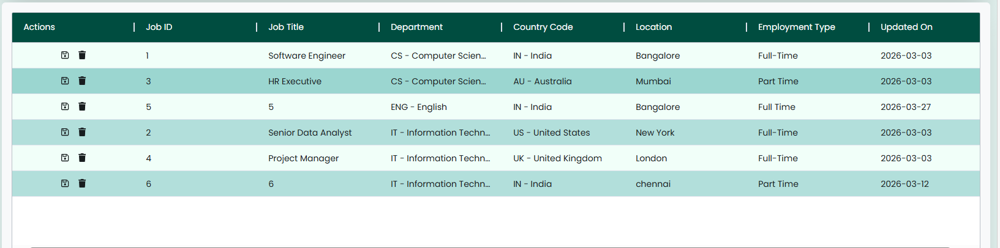 Actions | Job ID | Job Title | Department | Country Code | Location | Employment Type | Updated On
1 Software Engineer CS - Computer Scien... IN - India Bangalore Full-Time 2026-03-03
3 HR Executive CS - Computer Scien... AU - Australia Mumbai Part Time 2026-03-03
5 5 ENG - English IN - India Bangalore Full Time 2026-03-27
2 Senior Data Analyst IT - Information Techn... US - United States New York Full-Time 2026-03-03
4 Project Manager IT - Information Techn... UK - United Kingdom London Full-Time 2026-03-03
6 6 IT - Information Techn... IN - India chennai Part Time 2026-03-12